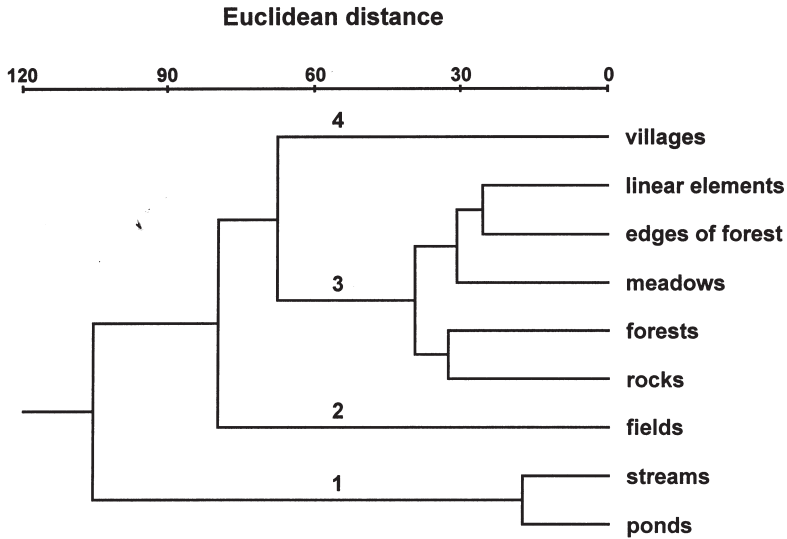 Euclidean distance
120 90 60 30 0
4
villages
linear elements
edges of forest
3
meadows
forests
rocks
2
fields
1
streams
ponds